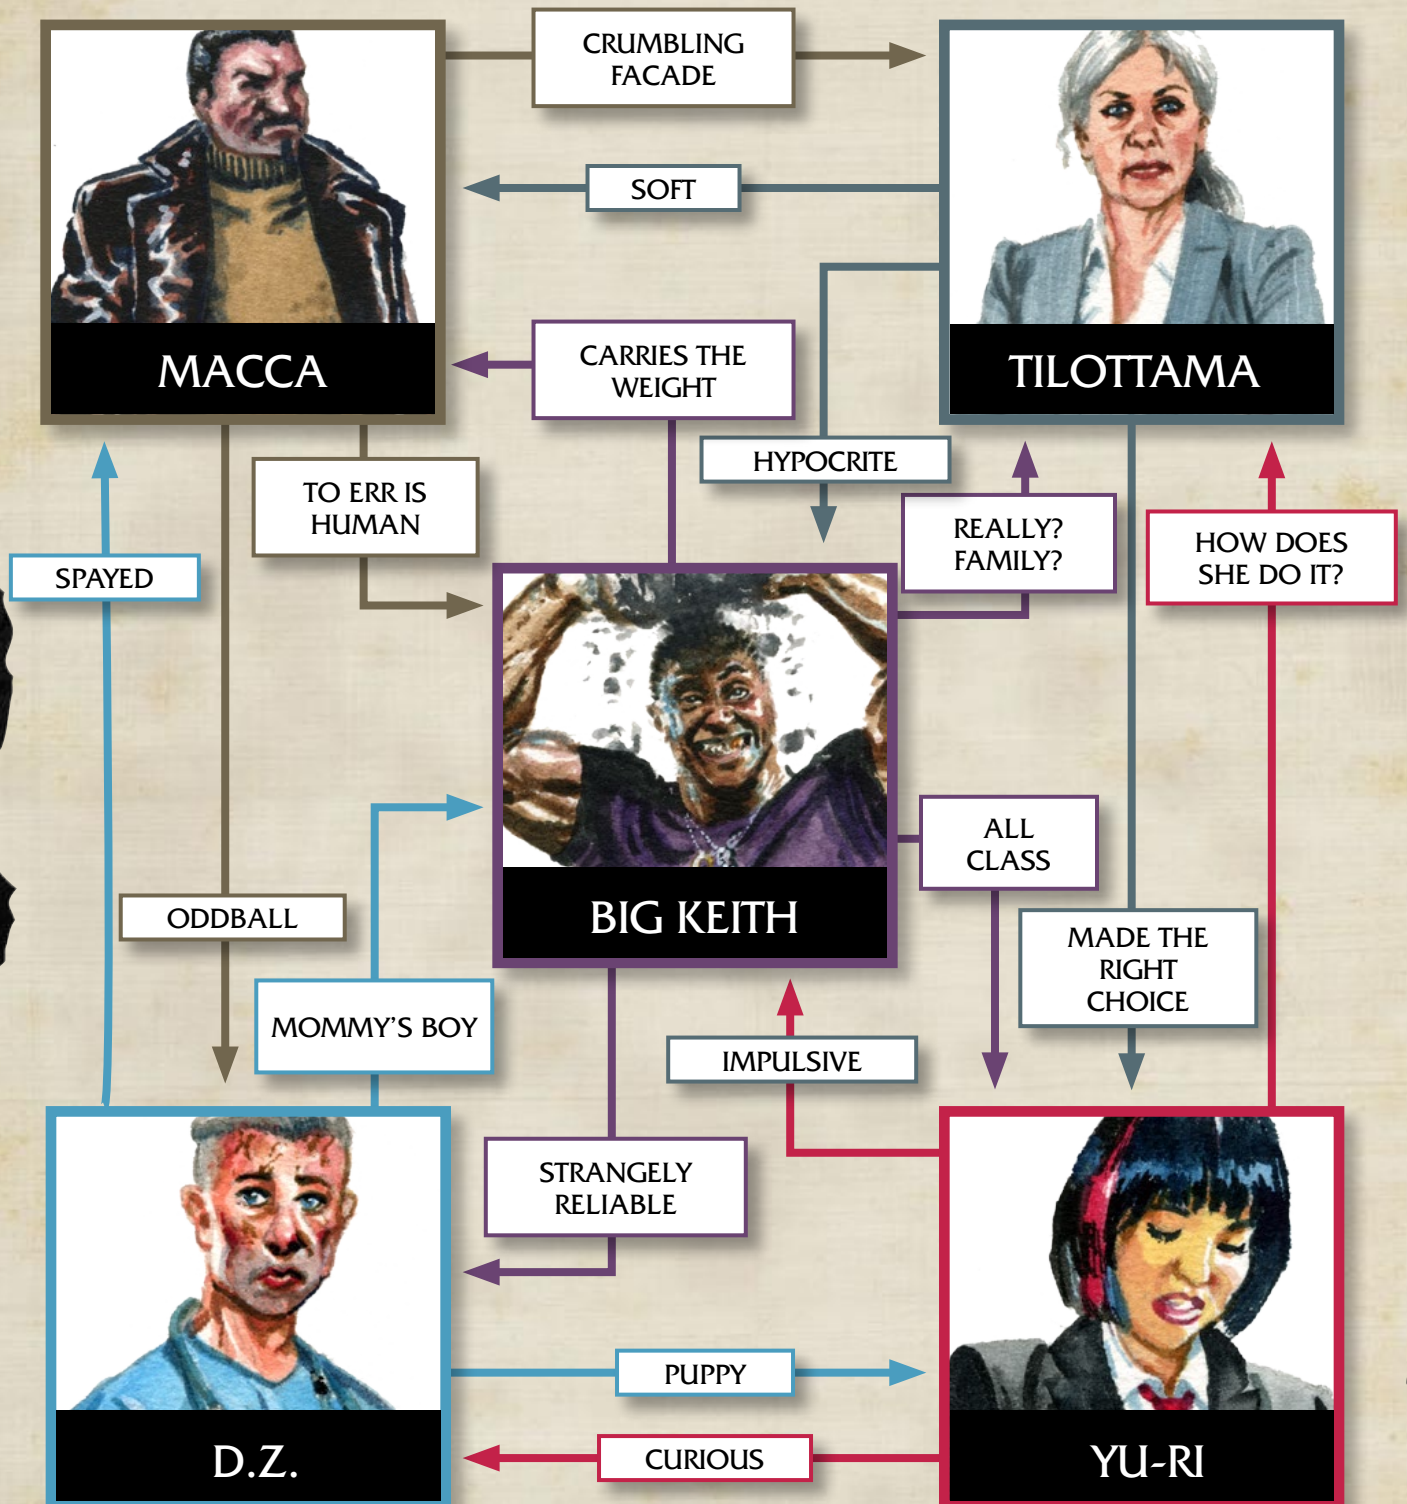 CRUMBLING
FACADE
SOFT
MACCA
TILOTTAMA
CARRIES THE
WEIGHT
HYPOCRITE
TO ERR IS
HUMAN
REALLY?
FAMILY?
HOW DOES
SHE DO IT?
SPAYED
ALL
CLASS
ODDBALL
BIG KEITH
MADE THE
RIGHT
CHOICE
MOMMY'S BOY
IMPULSIVE
STRANGELY
RELIABLE
PUPPY
CURIOUS
D.Z.
YU-RI